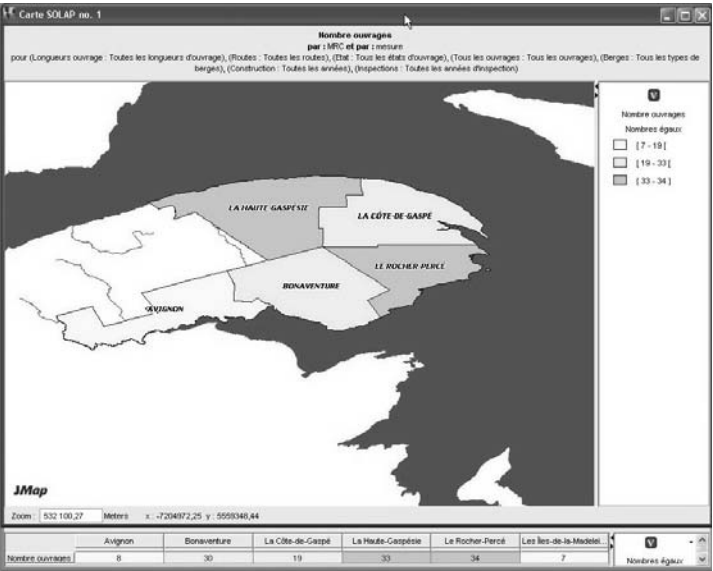 Carte SOLAP no. 1
Nombre ouvrages
par : MRC et par : mesure
pour (Longueurs ouvrage : Toutes les longueurs d'ouvrage), (Routes : Toutes les routes), (Etat : Tous les états d'ouvrage), (Tous les ouvrages : Tous les ouvrages), (Berges : Tous les types de
berges), (Construction : Toutes les années), (Inspections : Toutes les années d'inspection)
Nombre ouvrages
Nombres égaux
[ 7 - 19 [
[ 19 - 33 [
[ 33 - 34 ]
LA HAUTE-GASPÉSIE
LA CÔTE-DE-GASPÉ
LE ROCHER-PERCÉ
BONAVENTURE
AVIGNON
JMap
Zoom : 532 100,27 Meters x : -7204972,25 y : 5559346,44
Avignon Bonaventure La Côte-de-Gaspé La Haute-Gaspésie Le Rocher-Percé Les Îles-de-la-Madelei...
Nombre ouvrages 8 30 19 33 34 7
Nombres égaux